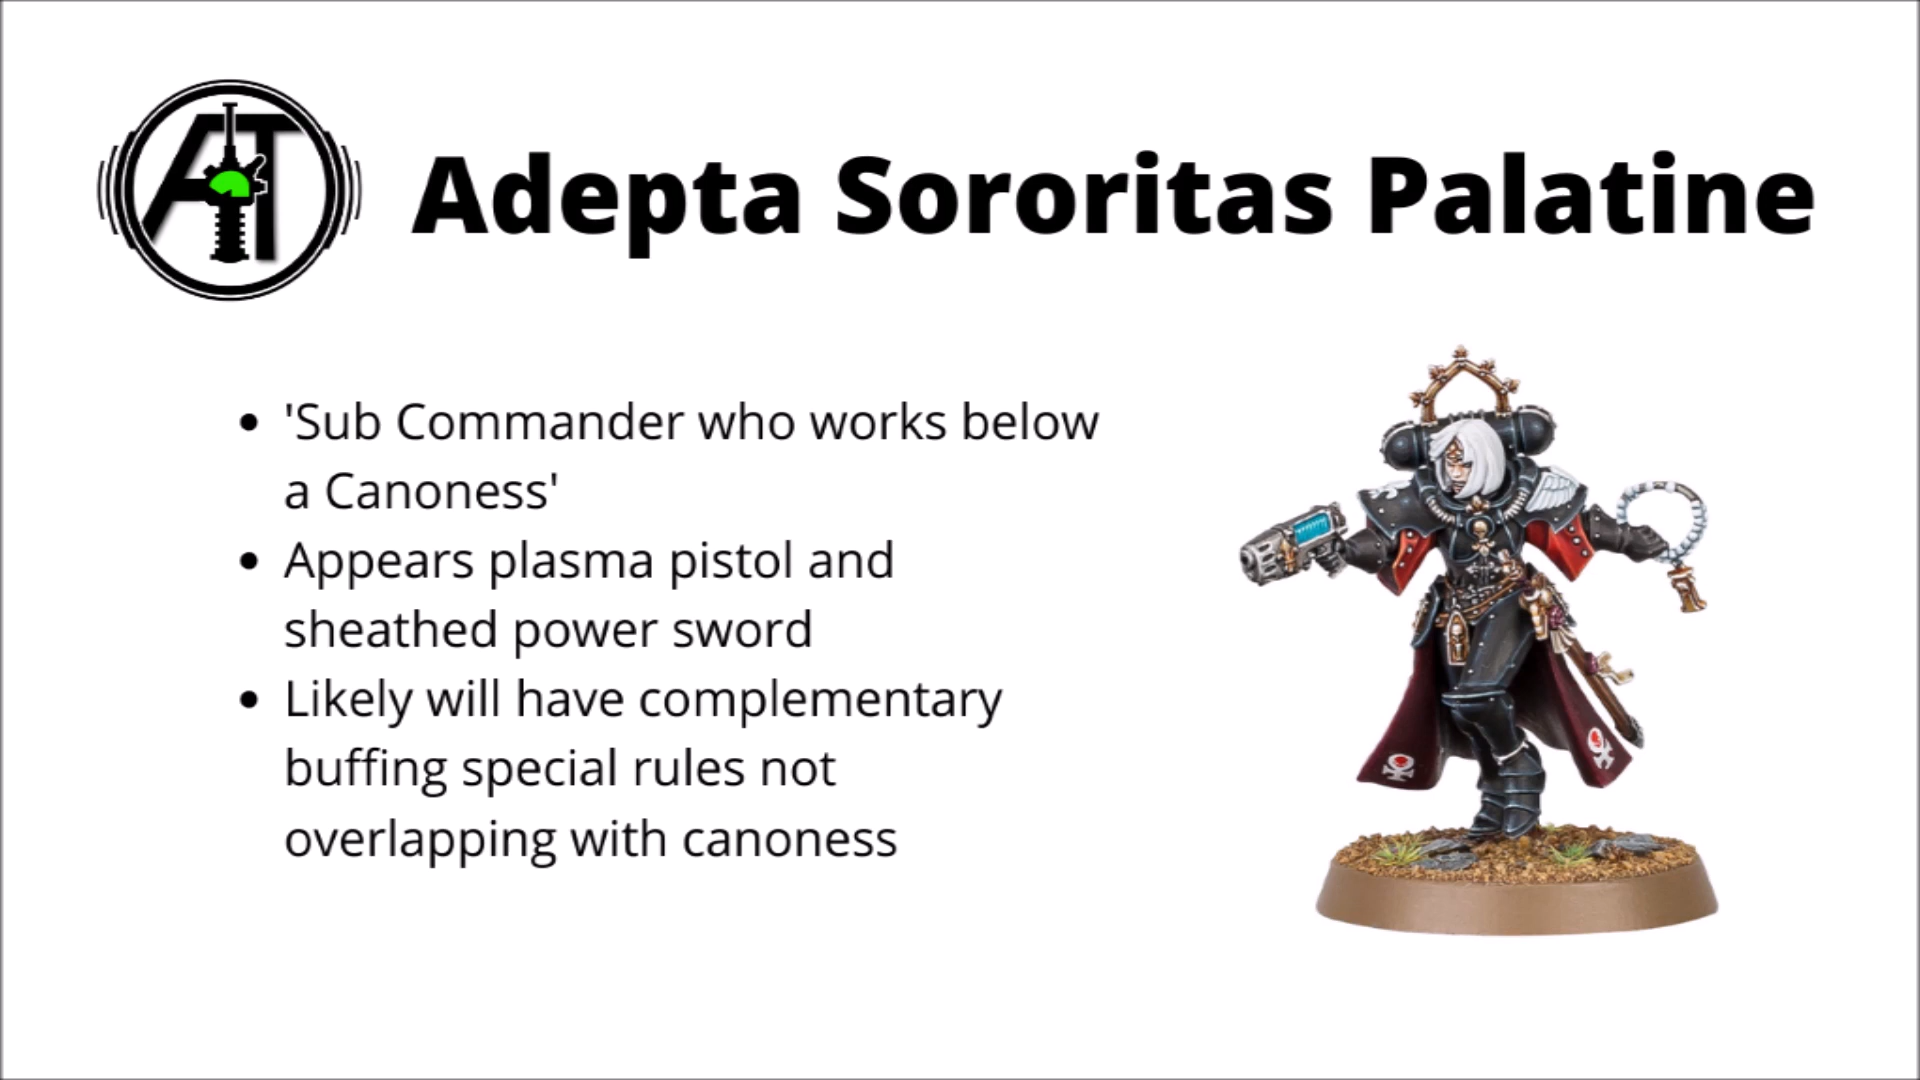 AT
Adepta Sororitas Palatine
• 'Sub Commander who works below
a Canoness'
• Appears plasma pistol and
sheathed power sword
• Likely will have complementary
buffing special rules not
overlapping with canoness